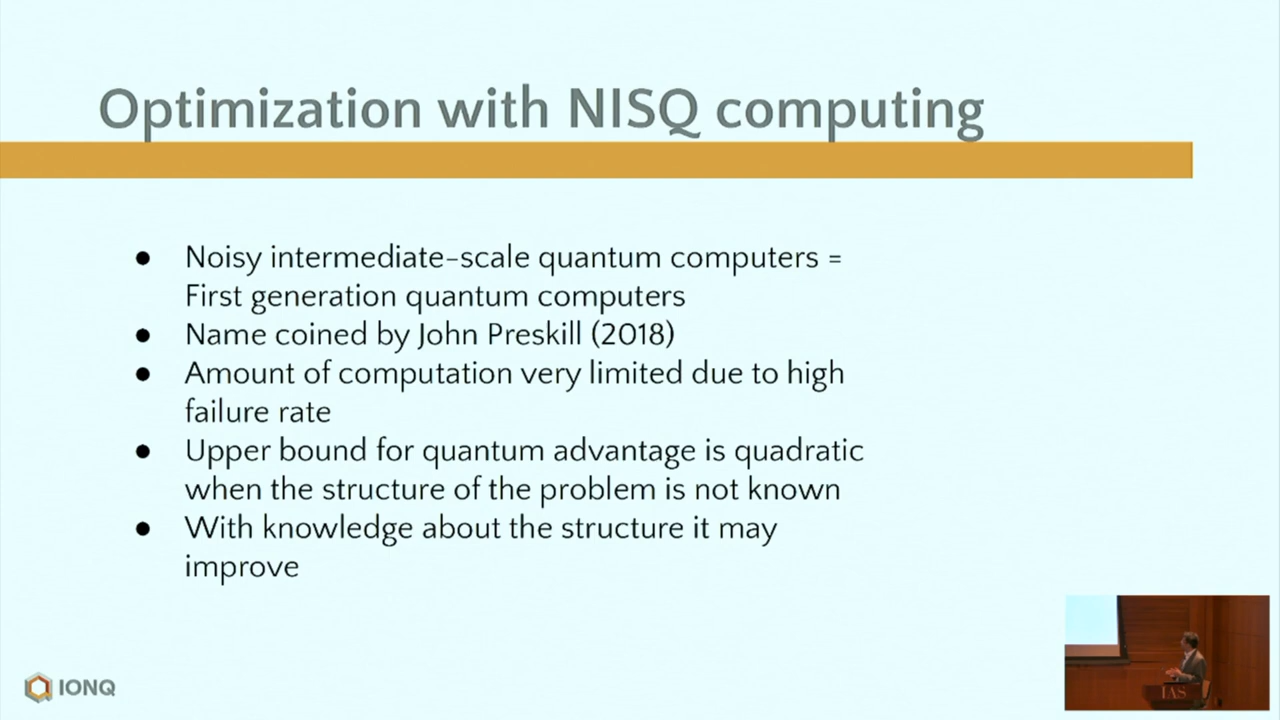 Optimization with NISQ computing
● Noisy intermediate-scale quantum computers =
First generation quantum computers
● Name coined by John Preskill (2018)
● Amount of computation very limited due to high
failure rate
● Upper bound for quantum advantage is quadratic
when the structure of the problem is not known
● With knowledge about the structure it may
improve
IONQ
IAS